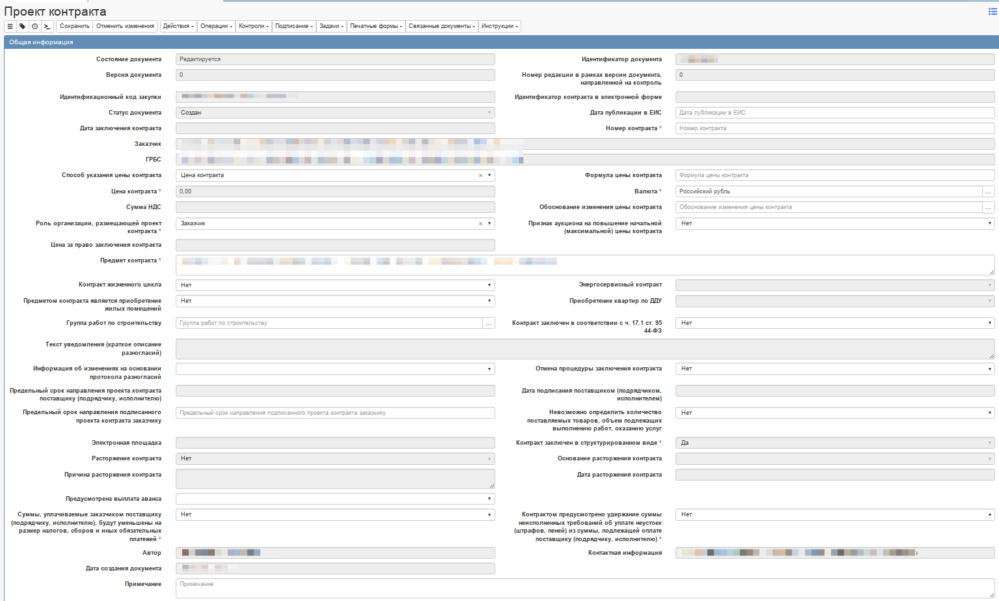 Проект контракта
Сохранить Отменить изменения Действия Операции Контроли Подписание Задачи Печатные формы Связанные документы Инструкции
Общая информация
Состояние документа Редактируется Идентификатор документа
Версия документа 0 Номер редакции в рамках версии документа, 0
направленной на контроль
Идентификационный код закупки Идентификатор контракта в электронной форме
Статус документа Создан Дата публикации в ЕИС Дата публикации в ЕИС
Дата заключения контракта Номер контракта * Номер контракта
Заказчик
ГРБС
Способ указания цены контракта Цена контракта × Формула цены контракта Формула цены контракта
Цена контракта * 0,00 Валюта * Российский рубль ...
Сумма НДС Обоснование изменения цены контракта Обоснование изменения цены контракта ...
Роль организации, размещающей проект Заказчик × Признак аукциона на повышение начальной Нет
контракта * (максимальной) цены контракта
Цена за право заключения контракта
Предмет контракта *
Контракт жизненного цикла Нет Энергосервисный контракт
Предметом контракта является приобретение Нет Приобретение квартир по ДДУ
жилых помещений
Группа работ по строительству Группа работ по строительству ... Контракт заключен в соответствии с ч. 17.1 ст. 95 Нет
44-ФЗ
Текст уведомления (краткое описание
разногласий)
Информация об изменениях на основании Отмена процедуры заключения контракта Нет
протокола разногласий
Предельный срок направления проекта контракта Дата подписания поставщиком (подрядчиком,
поставщику (подрядчику, исполнителю) исполнителем)
Предельный срок направления подписанного Предельный срок направления подписанного проекта контракта заказчику Невозможно определить количество Нет
проекта контракта заказчику поставляемых товаров, объем подлежащих
выполнению работ, оказанию услуг
Электронная площадка Контракт заключен в структурированном виде * Да
Расторжение контракта Нет Основание расторжения контракта
Причина расторжения контракта Дата расторжения контракта
Предусмотрена выплата аванса
Суммы, уплачиваемые заказчиком поставщику Нет Контрактом предусмотрено удержание суммы Нет
(подрядчику, исполнителю), будут уменьшены на неисполненных требований об уплате неустоек
размер налогов, сборов и иных обязательных (штрафов, пеней) из суммы, подлежащей оплате
платежей * поставщику (подрядчику, исполнителю) *
Автор Контактная информация
Дата создания документа
Примечание Примечание